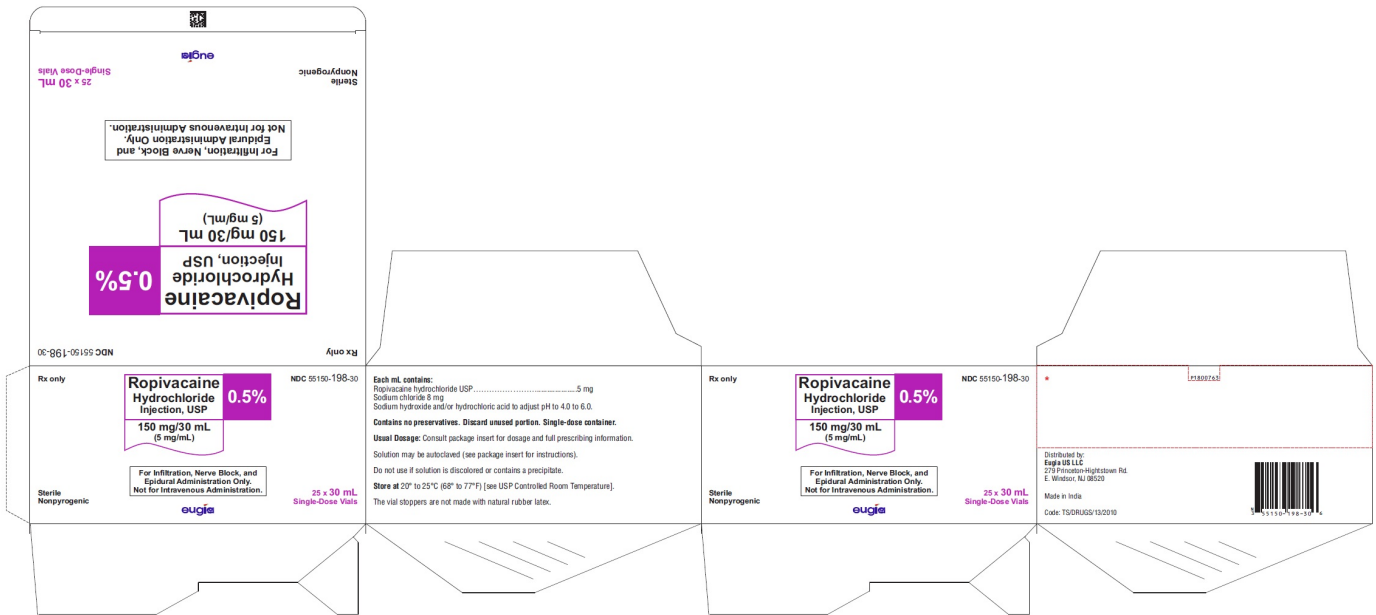 eugia
25 x 30 mL
Single-Dose Vials
Sterile
Nonpyrogenic
For Infiltration, Nerve Block, and
Epidural Administration Only.
Not for Intravenous Administration.
150 mg/30 mL
(5 mg/mL)
Ropivacaine
Hydrochloride
Injection, USP
0.5%
Rx only
NDC 55150-198-30
Rx only
Ropivacaine
Hydrochloride
Injection, USP
0.5%
NDC 55150-198-30
150 mg/30 mL
(5 mg/mL)
For Infiltration, Nerve Block, and
Epidural Administration Only.
Not for Intravenous Administration.
Sterile
Nonpyrogenic
25 x 30 mL
Single-Dose Vials
eugia
Each mL contains:
Ropivacaine hydrochloride USP........................................5 mg
Sodium chloride 8 mg
Sodium hydroxide and/or hydrochloric acid to adjust pH to 4.0 to 6.0.
Contains no preservatives. Discard unused portion. Single-dose container.
Usual Dosage: Consult package insert for dosage and full prescribing information.
Solution may be autoclaved (see package insert for instructions).
Do not use if solution is discolored or contains a precipitate.
Store at 20° to 25°C (68° to 77°F) [see USP Controlled Room Temperature].
The vial stoppers are not made with natural rubber latex.
Rx only
Ropivacaine
Hydrochloride
Injection, USP
0.5%
NDC 55150-198-30
150 mg/30 mL
(5 mg/mL)
For Infiltration, Nerve Block, and
Epidural Administration Only.
Not for Intravenous Administration.
Sterile
Nonpyrogenic
25 x 30 mL
Single-Dose Vials
eugia
*
P1800763
Distributed by:
Eugia US LLC
279 Princeton-Hightstown Rd.
E. Windsor, NJ 08520
Made in India
Code: TS/DRUGS/13/2010
3 55150-198-30 6